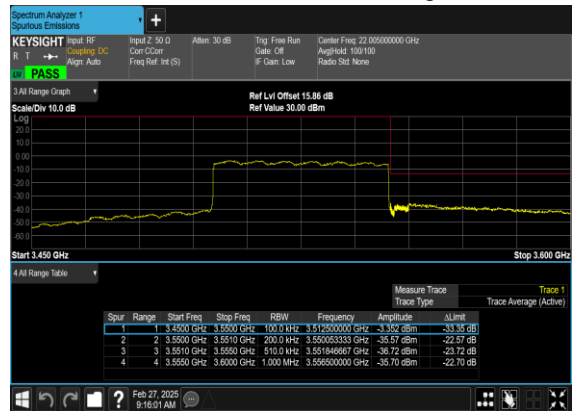 Spectrum Analyzer 1
Spurious Emissions
KEYSIGHT Input: RF Input Z: 50 Ω Atten: 30 dB Trig: Free Run Center Freq: 22.005000000 GHz
R T Coupling: DC Corr CCorr Gate: Off Avg|Hold: 100/100
Align: Auto Freq Ref: Int (S) IF Gain: Low Radio Std: None
PASS
3 All Range Graph
Ref Lvl Offset 15.86 dB
Scale/Div 10.0 dB Ref Value 30.00 dBm
Log
20.0
10.0
0.00
-10.0
-20.0
-30.0
-40.0
-50.0
-60.0
Start 3.450 GHz Stop 3.600 GHz
4 All Range Table
Measure Trace Trace 1
Trace Type Trace Average (Active)
Spur Range Start Freq Stop Freq RBW Frequency Amplitude ΔLimit
1 1 3.4500 GHz 3.5500 GHz 100.0 kHz 3.512500000 GHz -3.352 dBm -33.35 dB
2 2 3.5500 GHz 3.5510 GHz 200.0 kHz 3.550053333 GHz -35.57 dBm -22.57 dB
3 3 3.5510 GHz 3.5550 GHz 510.0 kHz 3.551846667 GHz -36.72 dBm -23.72 dB
4 4 3.5550 GHz 3.6000 GHz 1.000 MHz 3.556500000 GHz -35.70 dBm -22.70 dB
? Feb 27, 2025
9:16:01 AM